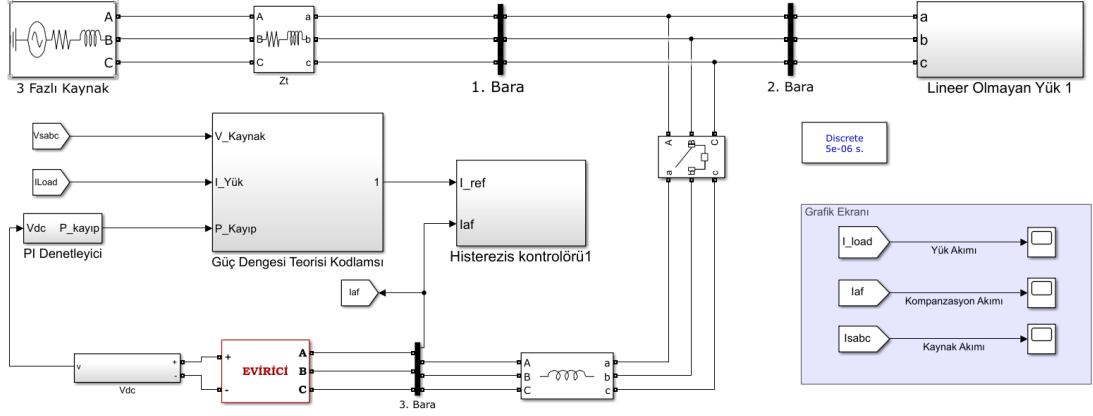 A
B
C
3 Fazlı Kaynak
A
B
C
a
b
c
Zt
1. Bara
2. Bara
a
b
c
Lineer Olmayan Yük 1
Vsabc
ILoad
Vdc P_kayıp
PI Denetleyici
V_Kaynak
I_Yük
P_Kayıp
1
Güç Dengesi Teorisi Kodlamsı
I_ref
Iaf
Histerezis kontrolörü1
A
B
C
a
b
c
Discrete
5e-06 s.
Grafik Ekranı
I_load
Yük Akımı
Iaf
Kompanzasyon Akımı
Isabc
Kaynak Akımı
Iaf
v
+
-
Vdc
+
-
EVİRİCİ
A
B
C
3. Bara
A
B
C
a
b
c